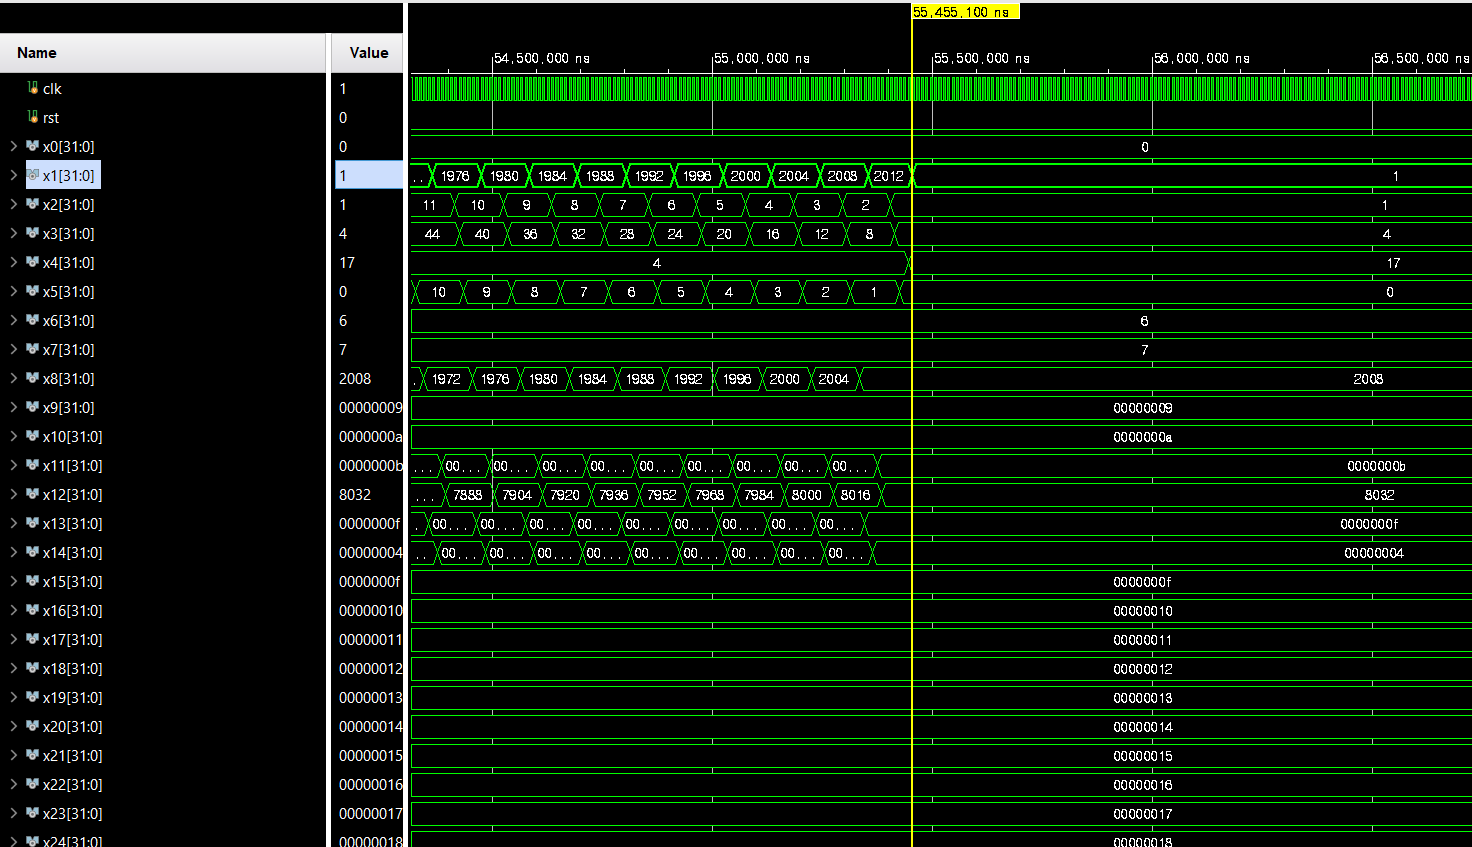 55,455,100 ns
Name Value 54,500,000 ns 55,000,000 ns 55,500,000 ns 56,000,000 ns 56,500,000 ns
clk 1
rst 0
x0[31:0] 0 0
x1[31:0] 1 .. 1976 1980 1984 1988 1992 1996 2000 2004 2008 2012 1
x2[31:0] 1 11 10 9 8 7 6 5 4 3 2 1
x3[31:0] 4 44 40 36 32 28 24 20 16 12 8 4
x4[31:0] 17 4 17
x5[31:0] 0 10 9 8 7 6 5 4 3 2 1 0
x6[31:0] 6 6
x7[31:0] 7 7
x8[31:0] 2008 . 1972 1976 1980 1984 1988 1992 1996 2000 2004 2008
x9[31:0] 00000009 00000009
x10[31:0] 0000000a 0000000a
x11[31:0] 0000000b ... 00... 00... 00... 00... 00... 00... 00... 00... 00... 0000000b
x12[31:0] 8032 ... 7888 7904 7920 7936 7952 7968 7984 8000 8016 8032
x13[31:0] 0000000f .. 00... 00... 00... 00... 00... 00... 00... 00... 00... 0000000f
x14[31:0] 00000004 .. 00... 00... 00... 00... 00... 00... 00... 00... 00... 00000004
x15[31:0] 0000000f 0000000f
x16[31:0] 00000010 00000010
x17[31:0] 00000011 00000011
x18[31:0] 00000012 00000012
x19[31:0] 00000013 00000013
x20[31:0] 00000014 00000014
x21[31:0] 00000015 00000015
x22[31:0] 00000016 00000016
x23[31:0] 00000017 00000017
x24[31:0] 00000018 00000018